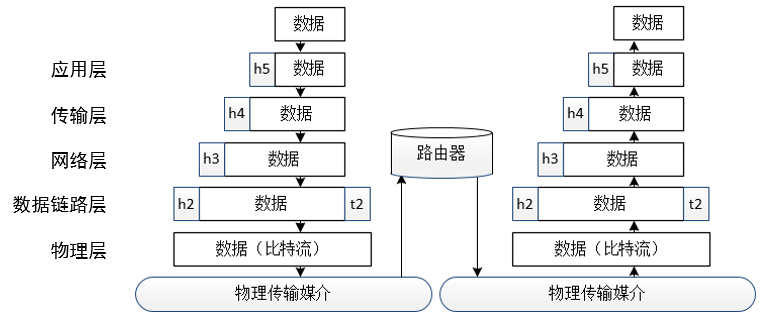 数据 数据
应用层 h5 数据 h5 数据
传输层 h4 数据 h4 数据
路由器
网络层 h3 数据 h3 数据
数据链路层 h2 数据 t2 h2 数据 t2
物理层 数据（比特流） 数据（比特流）
物理传输媒介 物理传输媒介